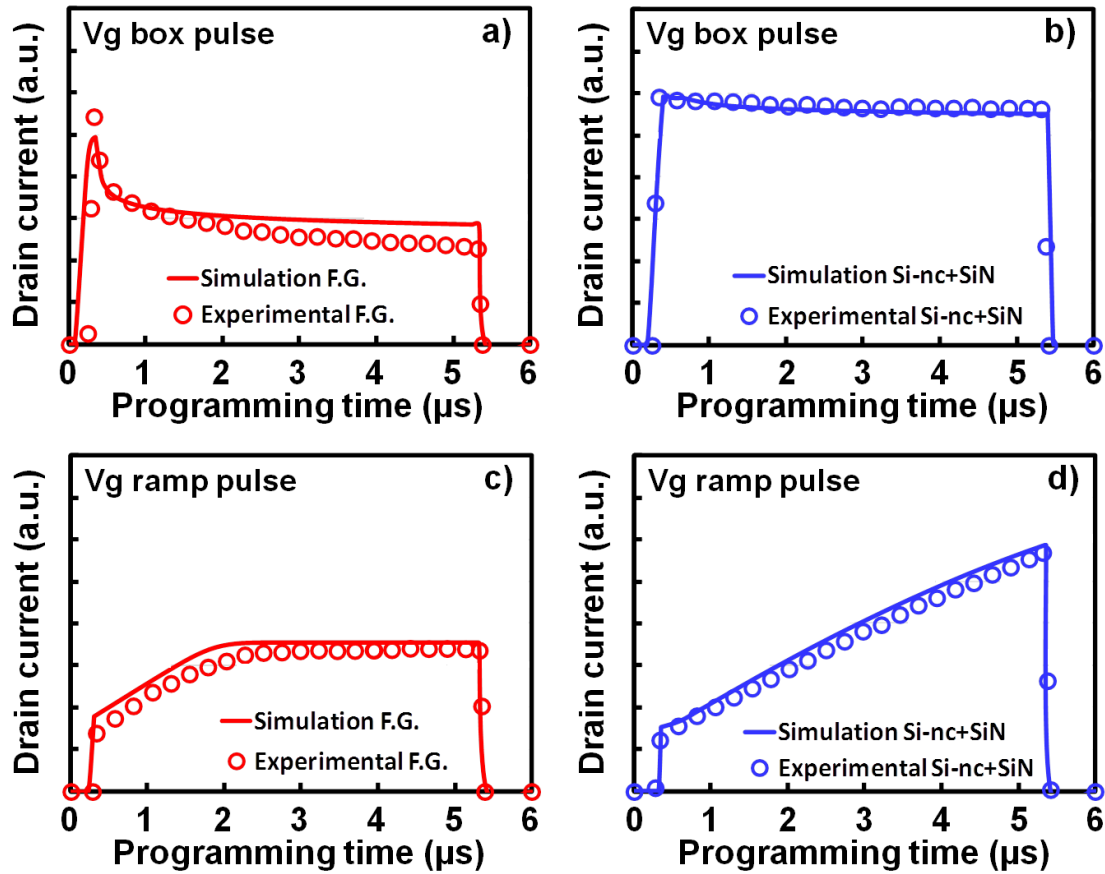 Vg box pulse
a)
Drain current (a.u.)
Simulation F.G.
Experimental F.G.
0 1 2 3 4 5 6
Programming time (µs)
Vg box pulse
b)
Drain current (a.u.)
Simulation Si-nc+SiN
Experimental Si-nc+SiN
0 1 2 3 4 5 6
Programming time (µs)
Vg ramp pulse
c)
Drain current (a.u.)
Simulation F.G.
Experimental F.G.
0 1 2 3 4 5 6
Programming time (µs)
Vg ramp pulse
d)
Drain current (a.u.)
Simulation Si-nc+SiN
Experimental Si-nc+SiN
0 1 2 3 4 5 6
Programming time (µs)